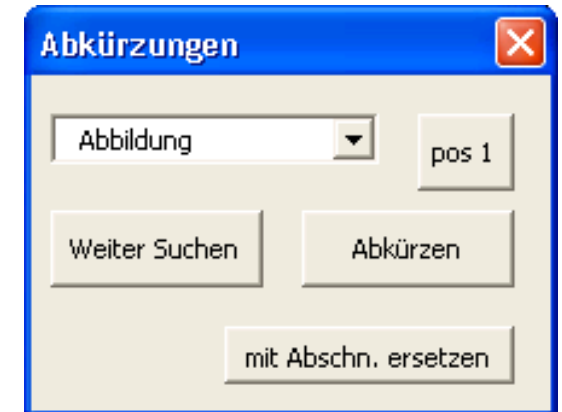 Abkürzungen
Abbildung
pos 1
Weiter Suchen
Abkürzen
mit Abschn. ersetzen